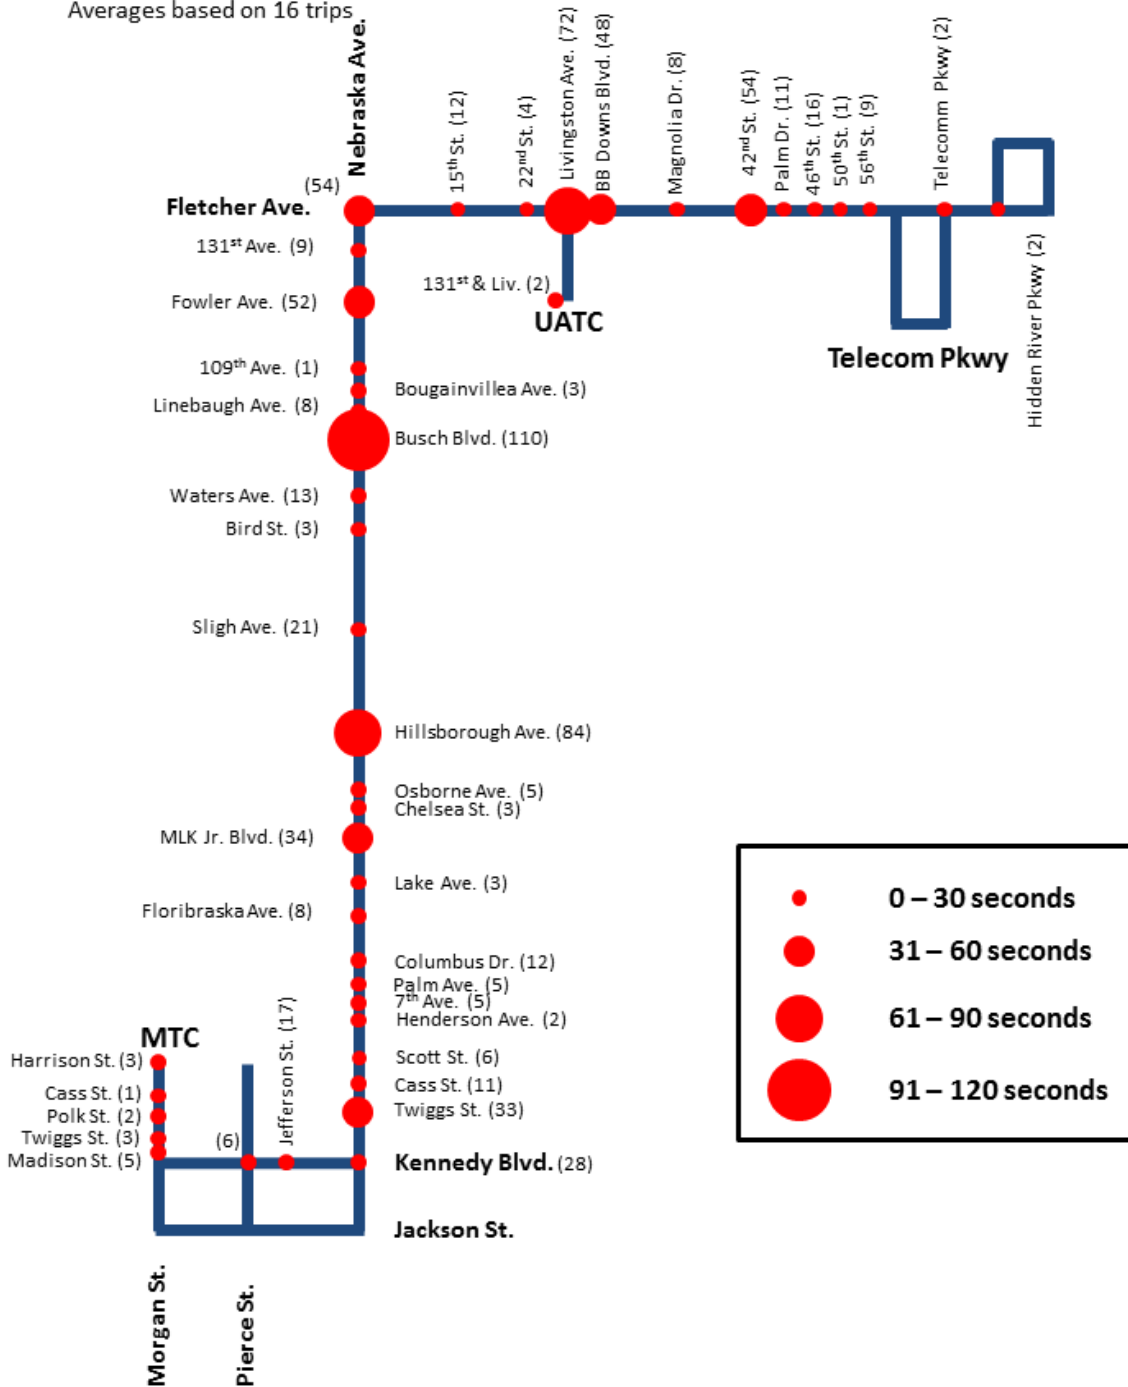 Averages based on 16 trips
Nebraska Ave.
15th St. (12)
22nd St. (4)
Livingston Ave. (72)
BB Downs Blvd. (48)
Magnolia Dr. (8)
42nd St. (54)
Palm Dr. (11)
46th St. (16)
50th St. (1)
56th St. (9)
Telecomm Pkwy (2)
(54)
Fletcher Ave.
131st Ave. (9)
131st & Liv. (2)
UATC
Fowler Ave. (52)
Telecom Pkwy
Hidden River Pkwy (2)
109th Ave. (1)
Bougainvillea Ave. (3)
Linebaugh Ave. (8)
Busch Blvd. (110)
Waters Ave. (13)
Bird St. (3)
Sligh Ave. (21)
Hillsborough Ave. (84)
Osborne Ave. (5)
Chelsea St. (3)
MLK Jr. Blvd. (34)
Lake Ave. (3)
Floribraska Ave. (8)
Columbus Dr. (12)
Palm Ave. (5)
7th Ave. (5)
Henderson Ave. (2)
Scott St. (6)
Cass St. (11)
Twiggs St. (33)
MTC
Harrison St. (3)
Cass St. (1)
Polk St. (2)
Twiggs St. (3)
Madison St. (5)
(6)
Jefferson St. (17)
Kennedy Blvd. (28)
Jackson St.
Morgan St.
Pierce St.
0 – 30 seconds
31 – 60 seconds
61 – 90 seconds
91 – 120 seconds